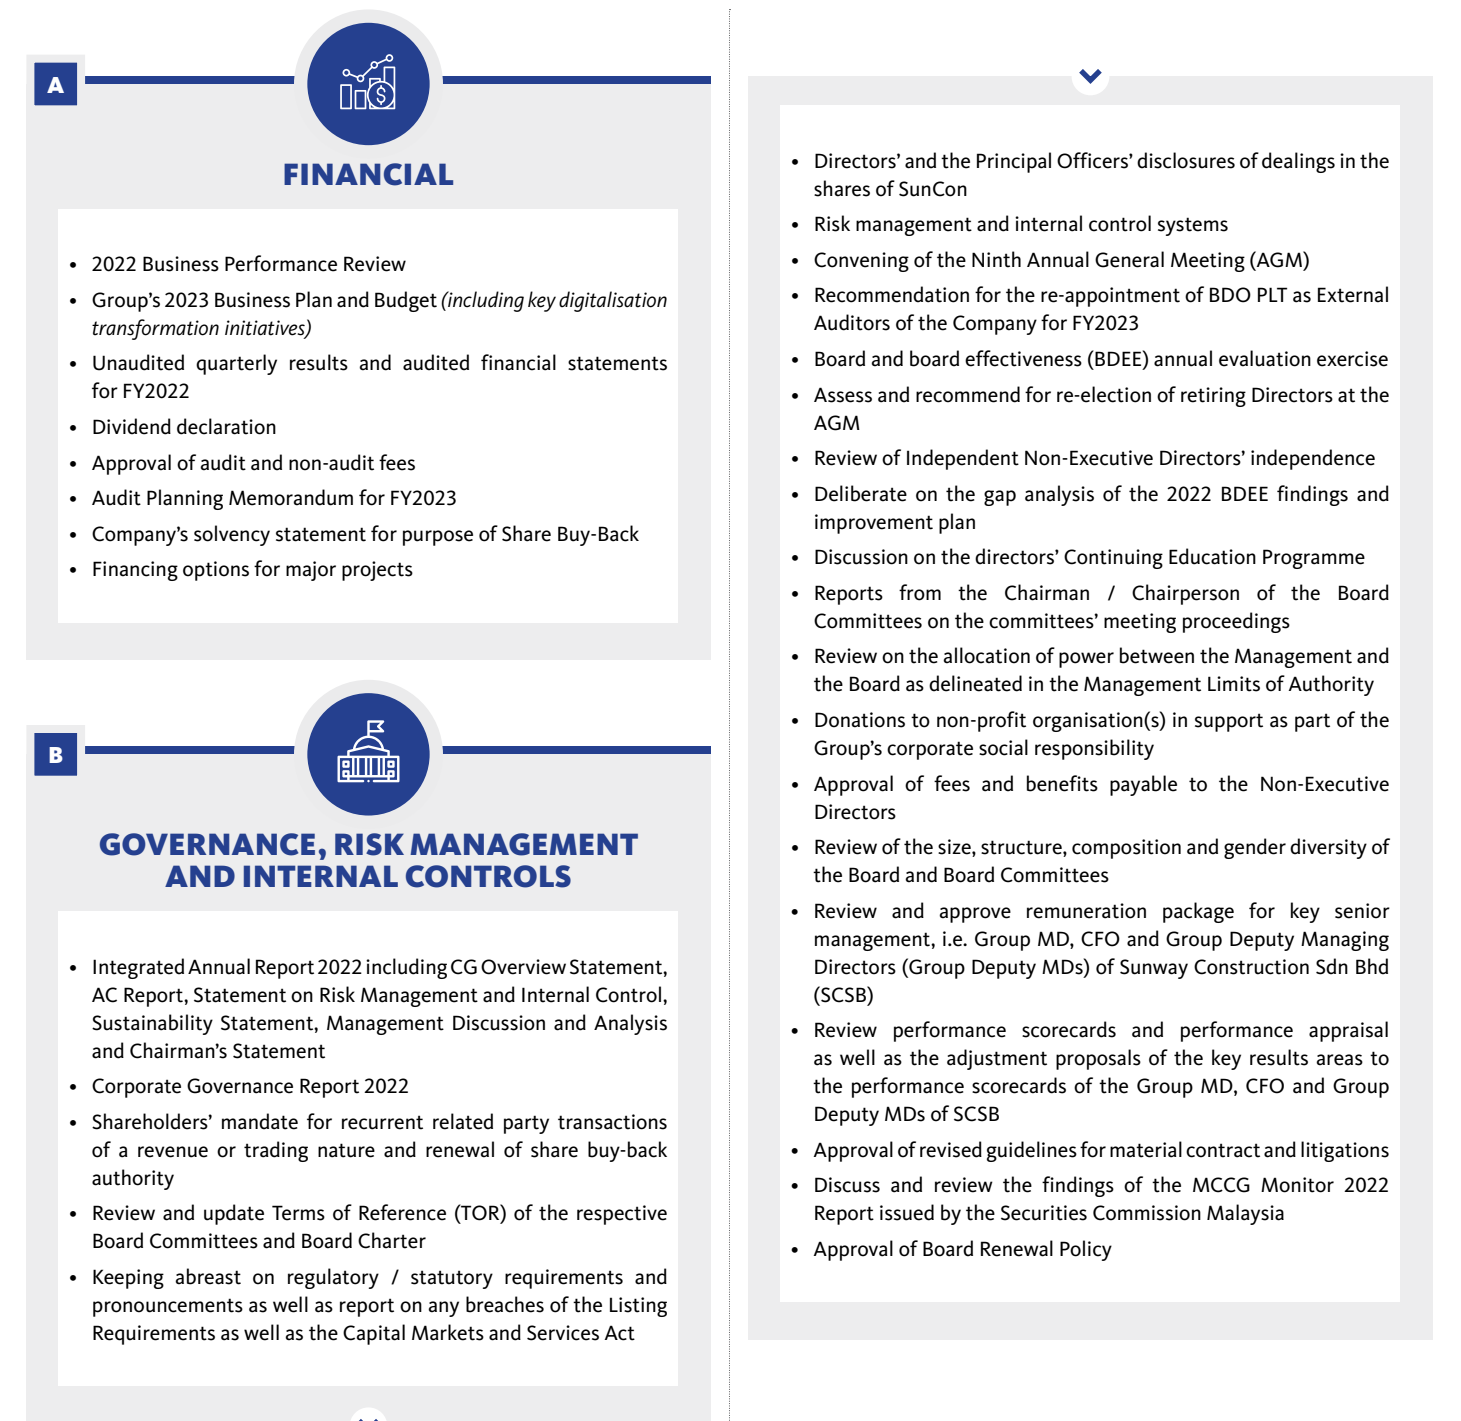 A
FINANCIAL
• 2022 Business Performance Review
• Group’s 2023 Business Plan and Budget (including key digitalisation
transformation initiatives)
• Unaudited quarterly results and audited financial statements
for FY2022
• Dividend declaration
• Approval of audit and non-audit fees
• Audit Planning Memorandum for FY2023
• Company’s solvency statement for purpose of Share Buy-Back
• Financing options for major projects
B
GOVERNANCE, RISK MANAGEMENT
AND INTERNAL CONTROLS
• Integrated Annual Report 2022 including CG Overview Statement,
AC Report, Statement on Risk Management and Internal Control,
Sustainability Statement, Management Discussion and Analysis
and Chairman’s Statement
• Corporate Governance Report 2022
• Shareholders’ mandate for recurrent related party transactions
of a revenue or trading nature and renewal of share buy-back
authority
• Review and update Terms of Reference (TOR) of the respective
Board Committees and Board Charter
• Keeping abreast on regulatory / statutory requirements and
pronouncements as well as report on any breaches of the Listing
Requirements as well as the Capital Markets and Services Act
• Directors’ and the Principal Officers’ disclosures of dealings in the
shares of SunCon
• Risk management and internal control systems
• Convening of the Ninth Annual General Meeting (AGM)
• Recommendation for the re-appointment of BDO PLT as External
Auditors of the Company for FY2023
• Board and board effectiveness (BDEE) annual evaluation exercise
• Assess and recommend for re-election of retiring Directors at the
AGM
• Review of Independent Non-Executive Directors’ independence
• Deliberate on the gap analysis of the 2022 BDEE findings and
improvement plan
• Discussion on the directors’ Continuing Education Programme
• Reports from the Chairman / Chairperson of the Board
Committees on the committees’ meeting proceedings
• Review on the allocation of power between the Management and
the Board as delineated in the Management Limits of Authority
• Donations to non-profit organisation(s) in support as part of the
Group’s corporate social responsibility
• Approval of fees and benefits payable to the Non-Executive
Directors
• Review of the size, structure, composition and gender diversity of
the Board and Board Committees
• Review and approve remuneration package for key senior
management, i.e. Group MD, CFO and Group Deputy Managing
Directors (Group Deputy MDs) of Sunway Construction Sdn Bhd
(SCSB)
• Review performance scorecards and performance appraisal
as well as the adjustment proposals of the key results areas to
the performance scorecards of the Group MD, CFO and Group
Deputy MDs of SCSB
• Approval of revised guidelines for material contract and litigations
• Discuss and review the findings of the MCCG Monitor 2022
Report issued by the Securities Commission Malaysia
• Approval of Board Renewal Policy